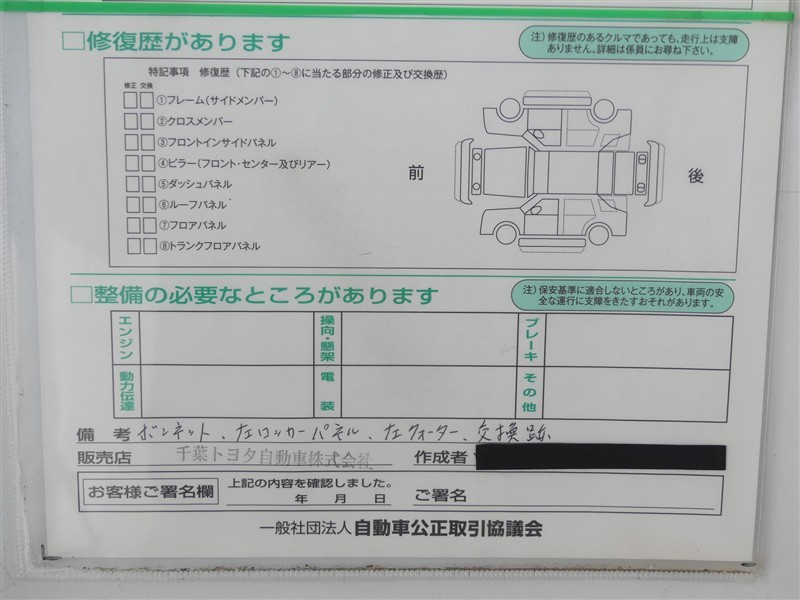 □修復歴があります
注）修復歴のあるクルマであっても、走行上は支障
ありません。詳細は係員にお尋ね下さい。
特記事項 修復歴（下記の①〜⑧に当たる部分の修正及び交換歴）
修正 交換
①フレーム（サイドメンバー）
②クロスメンバー
③フロントインサイドパネル
④ピラー（フロント・センター及びリアー）
⑤ダッシュパネル
⑥ルーフパネル
⑦フロアパネル
⑧トランクフロアパネル
前
後
□整備の必要なところがあります
注）保安基準に適合しないところがあり、車両の安
全な運行に支障をきたすおそれがあります。
エンジン
操向・懸架
ブレーキ
動力伝達
電装
その他
備考 ボンネット、左ロッカーパネル、左クォーター、交換跡
販売店 千葉トヨタ自動車株式会社 作成者
お客様ご署名欄
上記の内容を確認しました。
年 月 日 ご署名
一般社団法人 自動車公正取引協議会